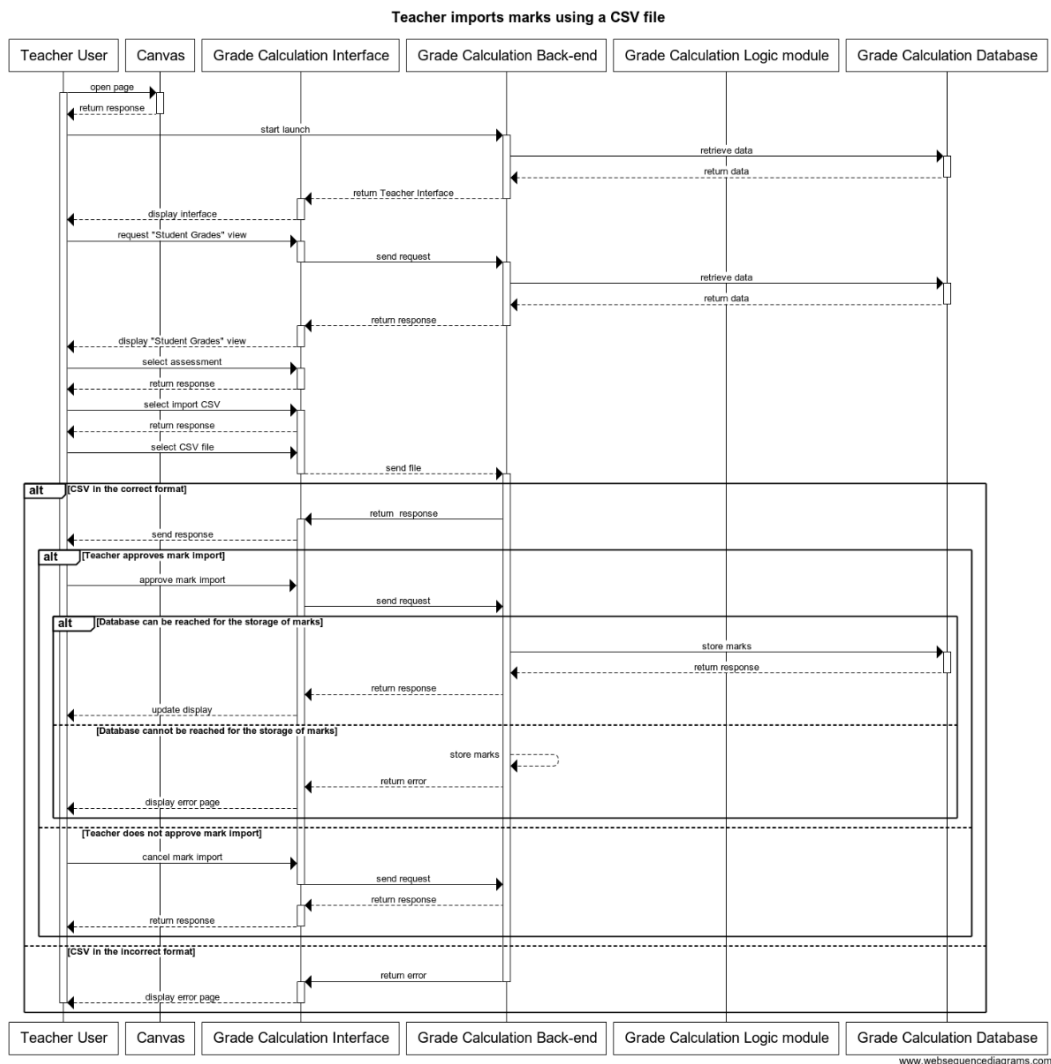 Teacher imports marks using a CSV file
Teacher User
Canvas
Grade Calculation Interface
Grade Calculation Back-end
Grade Calculation Logic module
Grade Calculation Database
open page
return response
start launch
retrieve data
return data
return Teacher Interface
display interface
request "Student Grades" view
send request
retrieve data
return data
return response
display "Student Grades" view
select assessment
return response
select import CSV
return response
select CSV file
send file
alt [CSV in the correct format]
return response
send response
alt [Teacher approves mark import]
approve mark import
send request
alt [Database can be reached for the storage of marks]
store marks
return response
return response
update display
[Database cannot be reached for the storage of marks]
store marks
return error
display error page
[Teacher does not approve mark import]
cancel mark import
send request
return response
return response
[CSV in the incorrect format]
return error
display error page
Teacher User
Canvas
Grade Calculation Interface
Grade Calculation Back-end
Grade Calculation Logic module
Grade Calculation Database
www.websequencediagrams.com